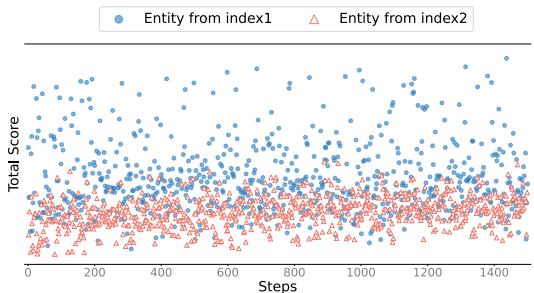 Entity from index1 Entity from index2
Total Score
0 200 400 600 800 1000 1200 1400
Steps